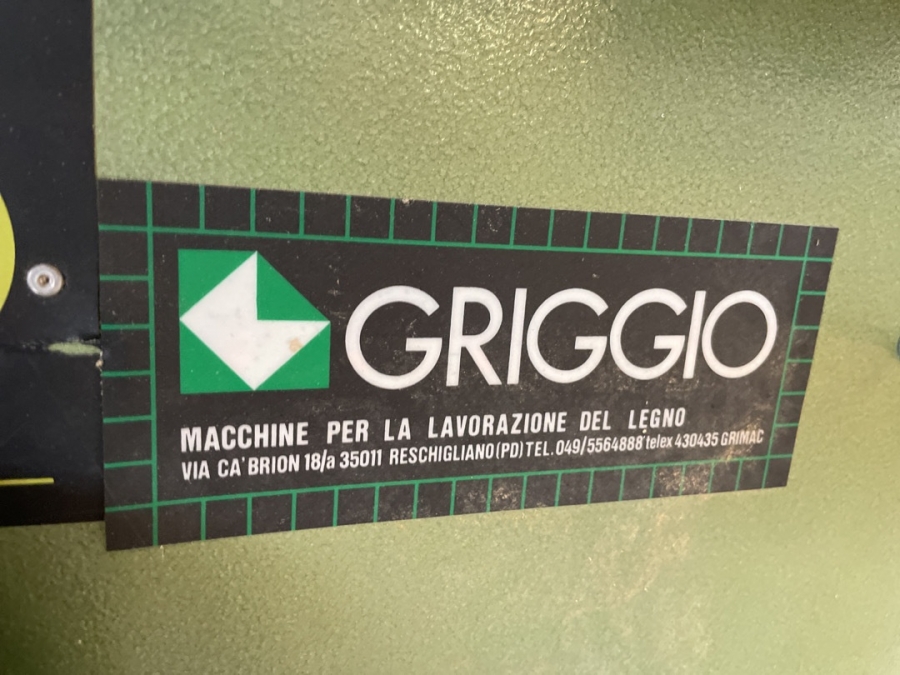 GRIGGIO
MACCHINE PER LA LAVORAZIONE DEL LEGNO
VIA CA' BRION 18/a 35011 RESCHIGLIANO (PD) TEL. 049/5564888 telex 430435 GRIMAC